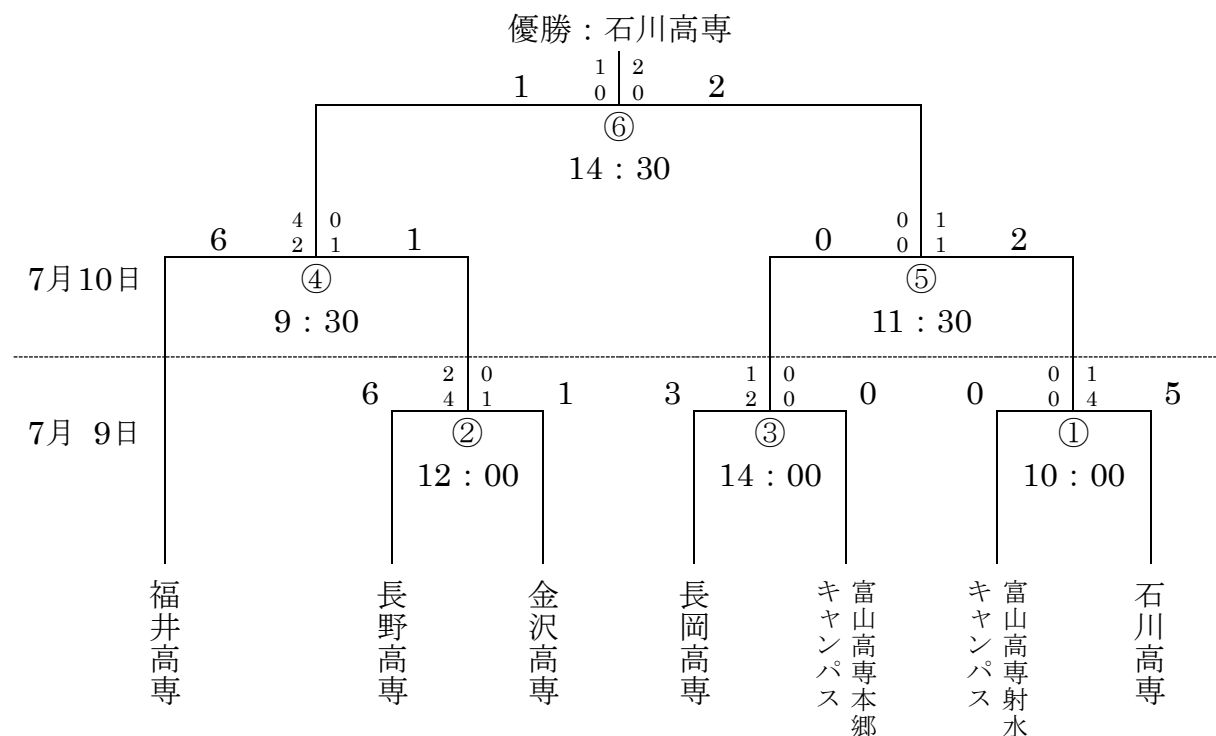 優勝：石川高専
1 1 2 2
0 0
⑥
14：30
6 4 0 1 0 0 1 2
2 1 0 1
7月10日 ④ ⑤
9：30 11：30
6 2 0 1 3 1 0 0 0 0 1 5
4 1 2 0 0 4
7月 9日 ② ③ ①
12：00 14：00 10：00
福井高専
長野高専
金沢高専
長岡高専
富山高専本郷
キャンパス
富山高専射水
キャンパス
石川高専